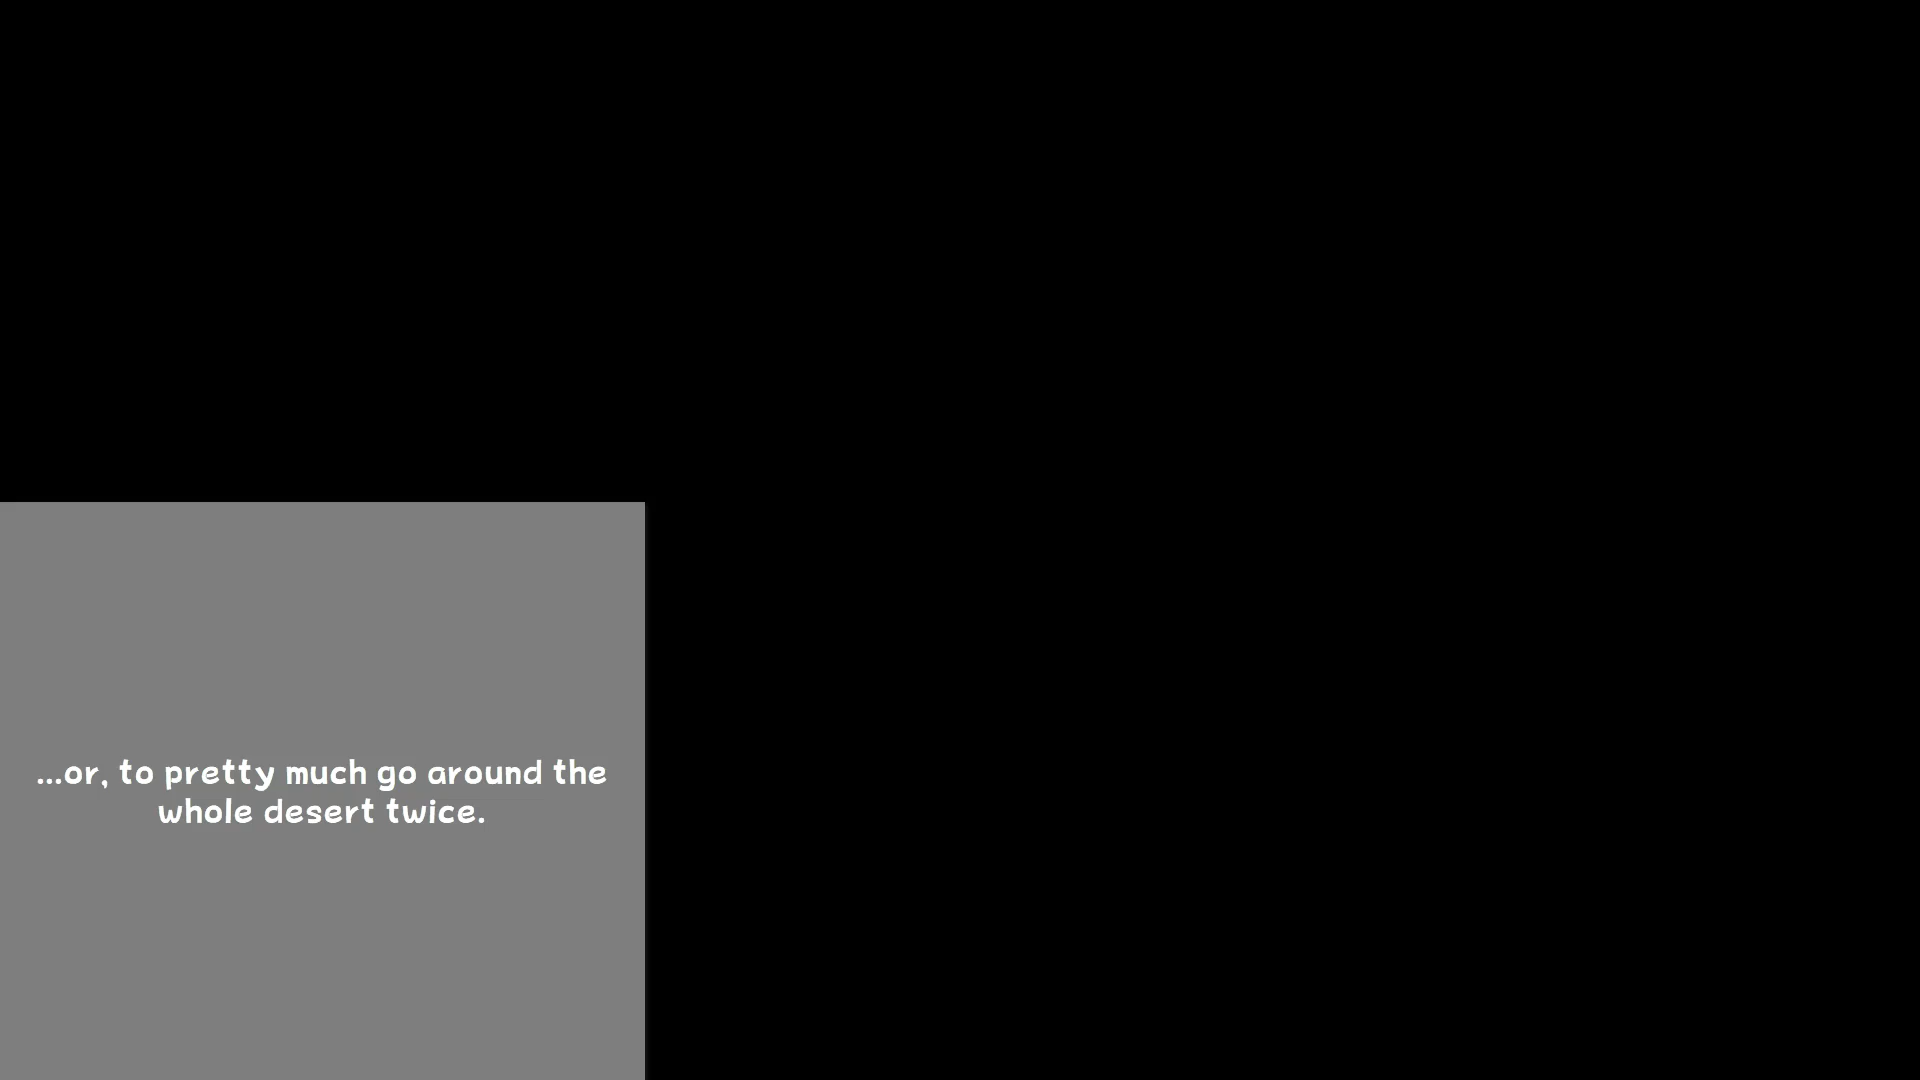 ...or, to pretty much go around the
whole desert twice.